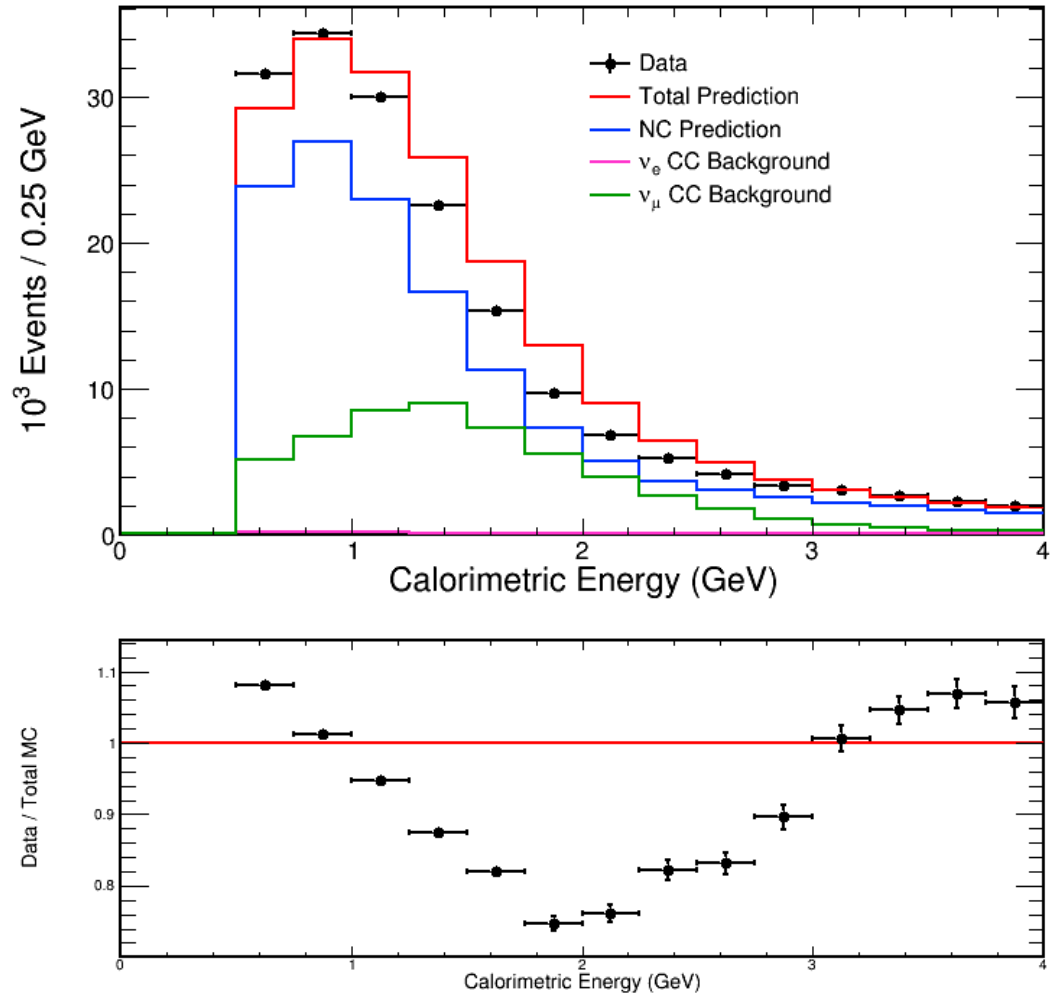 10³ Events / 0.25 GeV
30
20
10
0
Data
Total Prediction
NC Prediction
νₑ CC Background
ν_μ CC Background
0 1 2 3 4
Calorimetric Energy (GeV)
Data / Total MC
1.1
1
0.9
0.8
0 1 2 3 4
Calorimetric Energy (GeV)